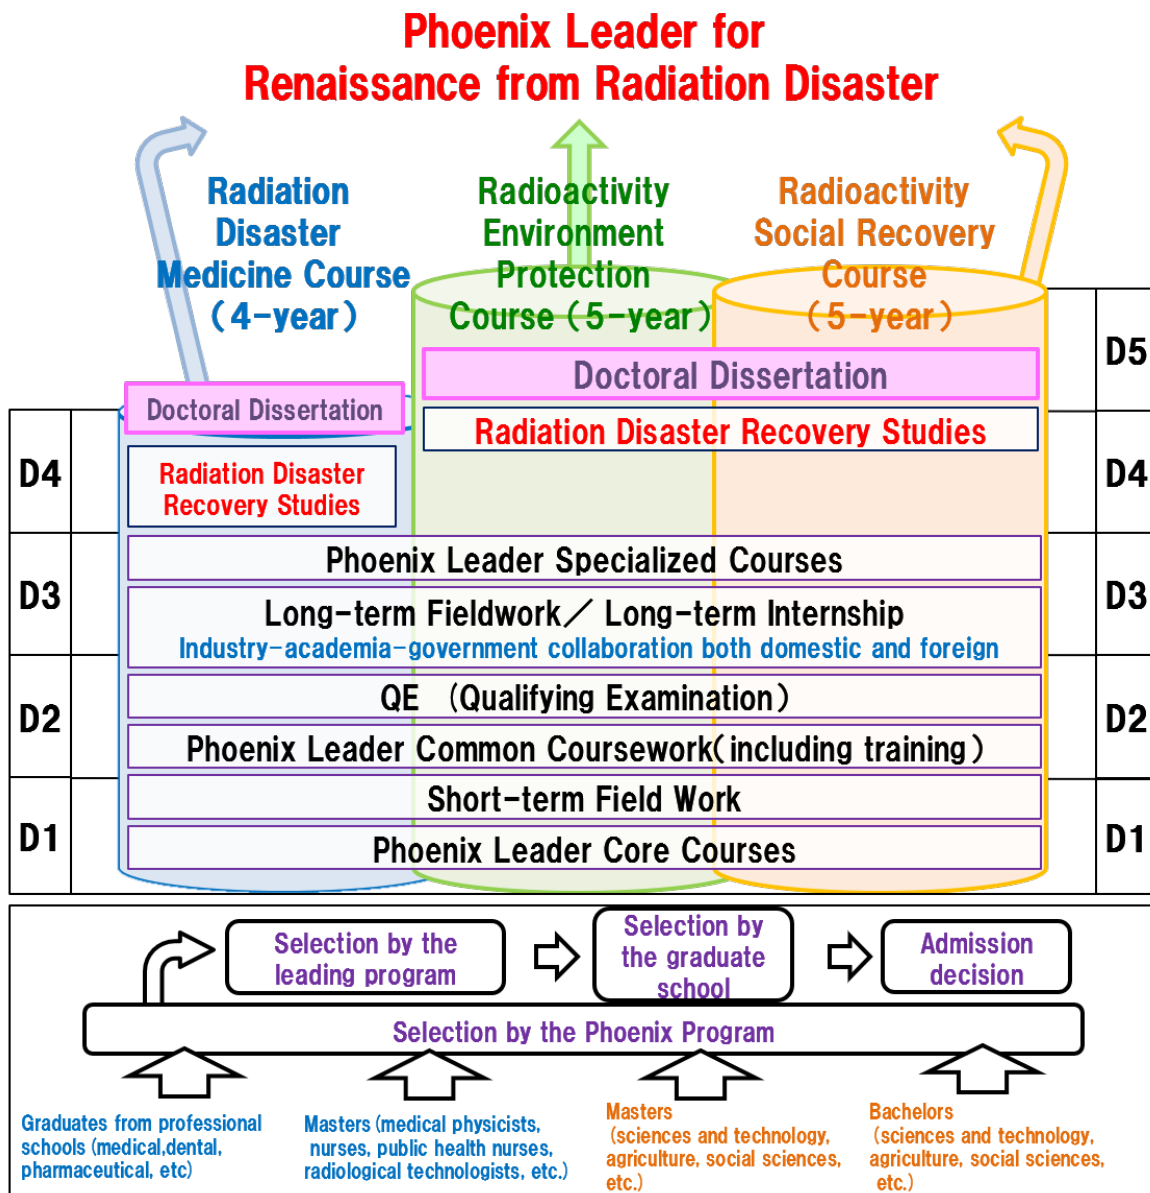 Phoenix Leader for
Renaissance from Radiation Disaster
Radiation
Disaster
Medicine Course
(4-year)
Radioactivity
Environment
Protection
Course (5-year)
Radioactivity
Social Recovery
Course
(5-year)
D5
Doctoral Dissertation
Doctoral Dissertation
Radiation Disaster Recovery Studies
D4
Radiation Disaster
Recovery Studies
D4
Phoenix Leader Specialized Courses
D3
Long-term Fieldwork／ Long-term Internship
Industry-academia-government collaboration both domestic and foreign
D3
QE （Qualifying Examination）
D2
D2
Phoenix Leader Common Coursework(including training)
Short-term Field Work
D1
Phoenix Leader Core Courses
D1
Selection by the
leading program
Selection by
the graduate
school
Admission
decision
Selection by the Phoenix Program
Graduates from professional
schools (medical,dental,
pharmaceutical, etc)
Masters (medical physicists,
nurses, public health nurses,
radiological technologists, etc.)
Masters
(sciences and technology,
agriculture, social sciences,
etc.)
Bachelors
(sciences and technology,
agriculture, social sciences,
etc.)